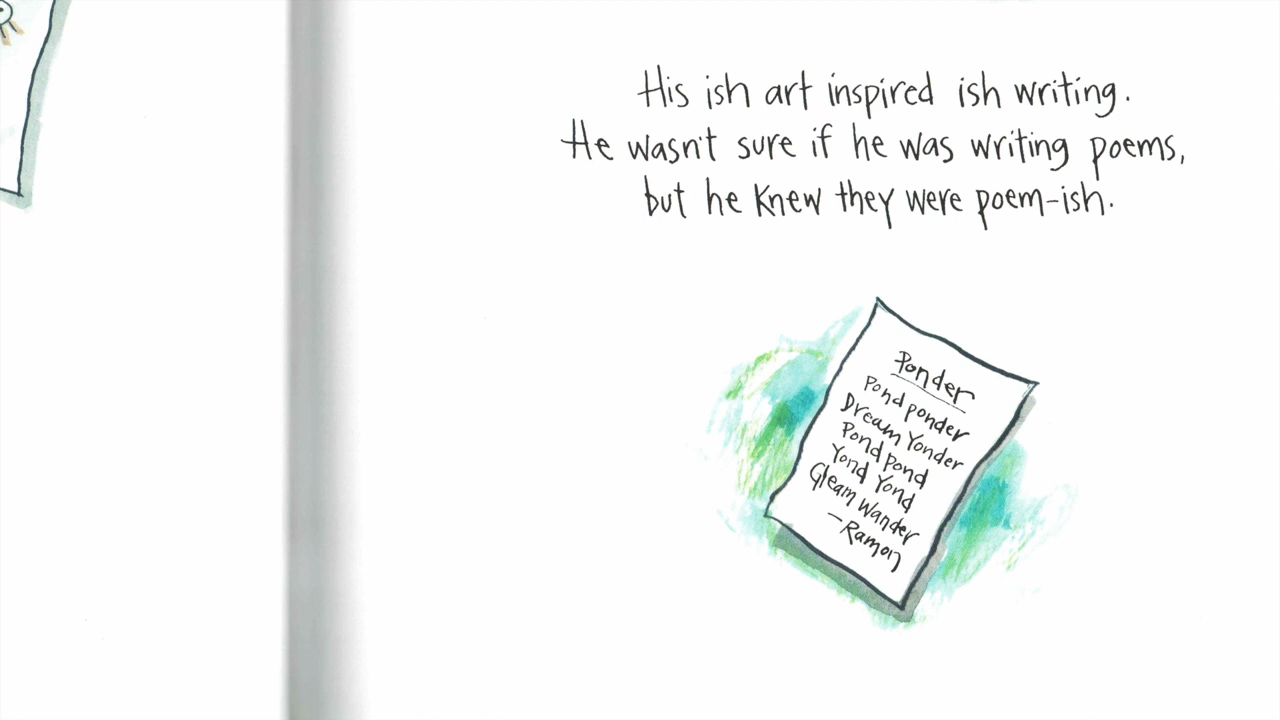 His ish art inspired ish writing.
He wasn't sure if he was writing poems,
but he knew they were poem-ish.
Ponder
Pond ponder
Dream Yonder
Pond pond
Yond Yond
Gleam Wander
—Ramon